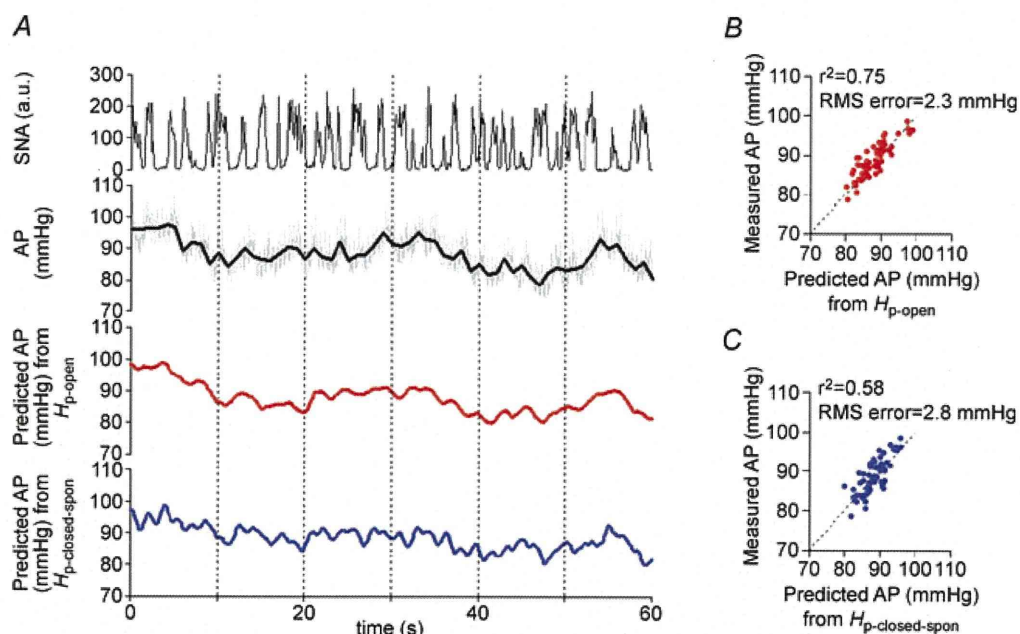 A
SNA (a.u.)
300
200
100
0
AP
(mmHg)
110
100
90
80
70
Predicted AP
(mmHg) from
Hp-open
110
100
90
80
70
Predicted AP
(mmHg) from
Hp-closed-spon
110
100
90
80
70
0
20
40
60
time (s)
B
r²=0.75
RMS error=2.3 mmHg
Measured AP (mmHg)
110
100
90
80
70
70 80 90 100 110
Predicted AP (mmHg)
from Hp-open
C
r²=0.58
RMS error=2.8 mmHg
Measured AP (mmHg)
110
100
90
80
70
70 80 90 100 110
Predicted AP (mmHg)
from Hp-closed-spon